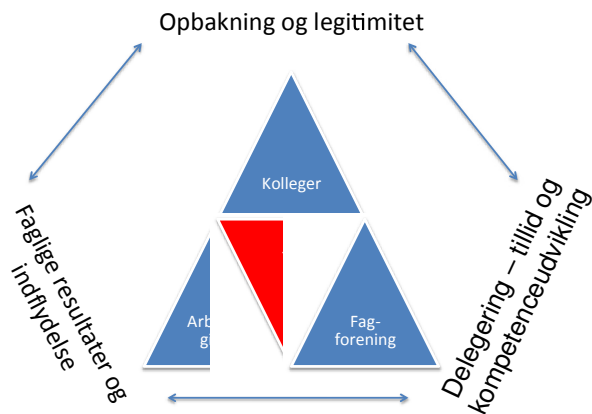 Opbakning og legitimitet
Kolleger
Faglige resultater og
indflydelse
Fag-
forening
Delegering – tillid og
kompetenceudvikling